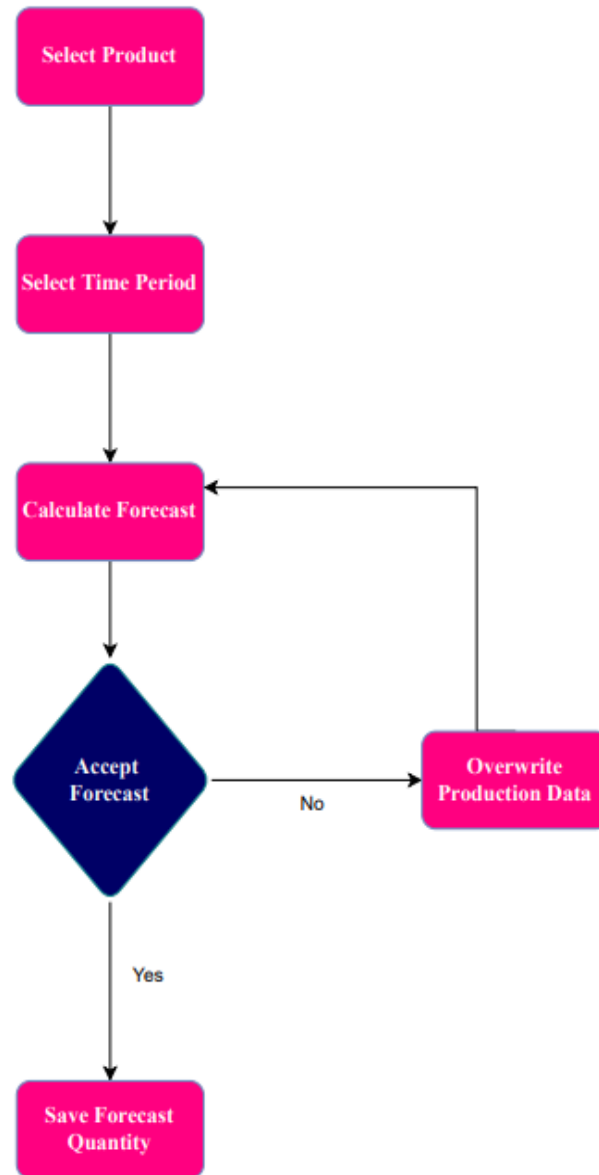 Select Product
Select Time Period
Calculate Forecast
Accept
Forecast
No
Overwrite
Production Data
Yes
Save Forecast
Quantity